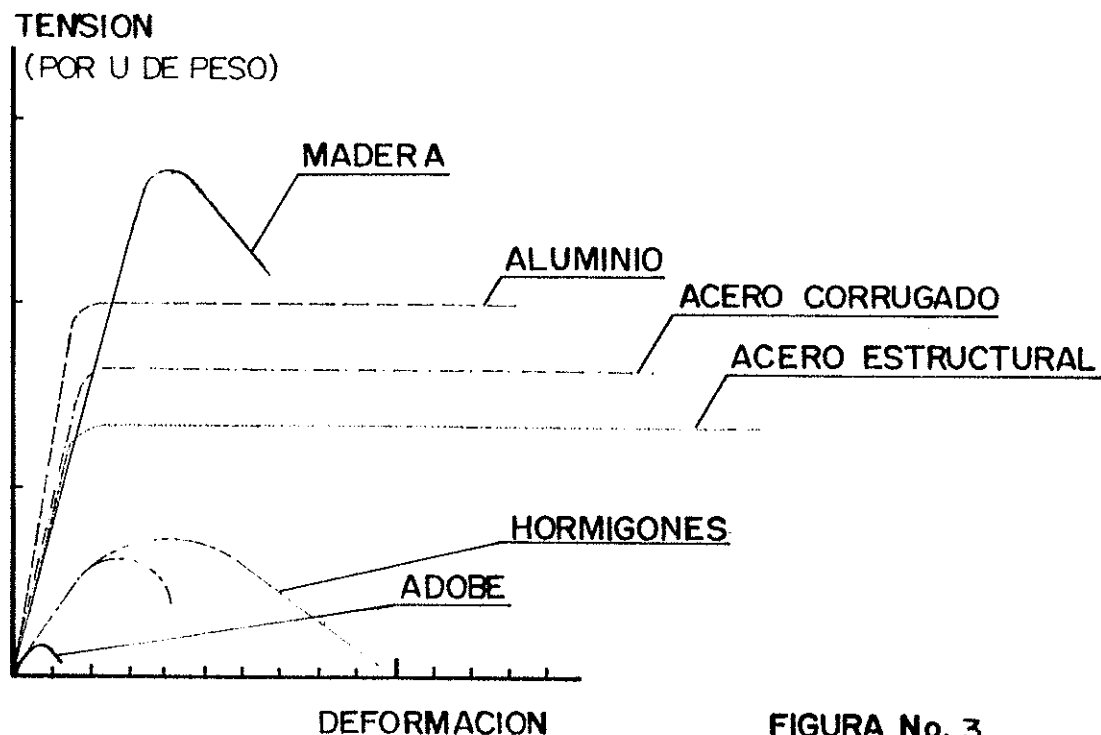 TENSION
(POR U DE PESO)
MADERA
ALUMINIO
ACERO CORRUGADO
ACERO ESTRUCTURAL
HORMIGONES
ADOBE
DEFORMACION
FIGURA No. 3